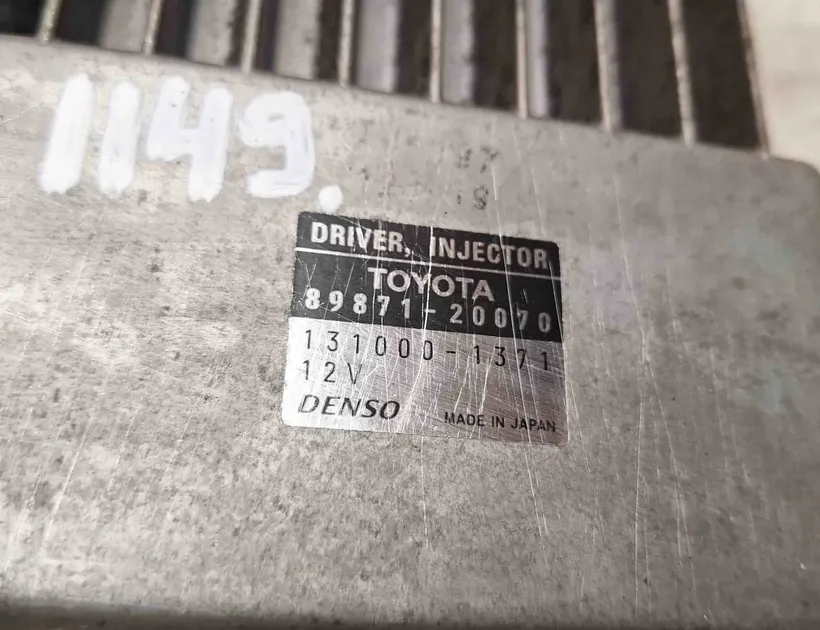 1149.
DRIVER, INJECTOR
TOYOTA
89871-20070
131000-1371
12V
DENSO MADE IN JAPAN